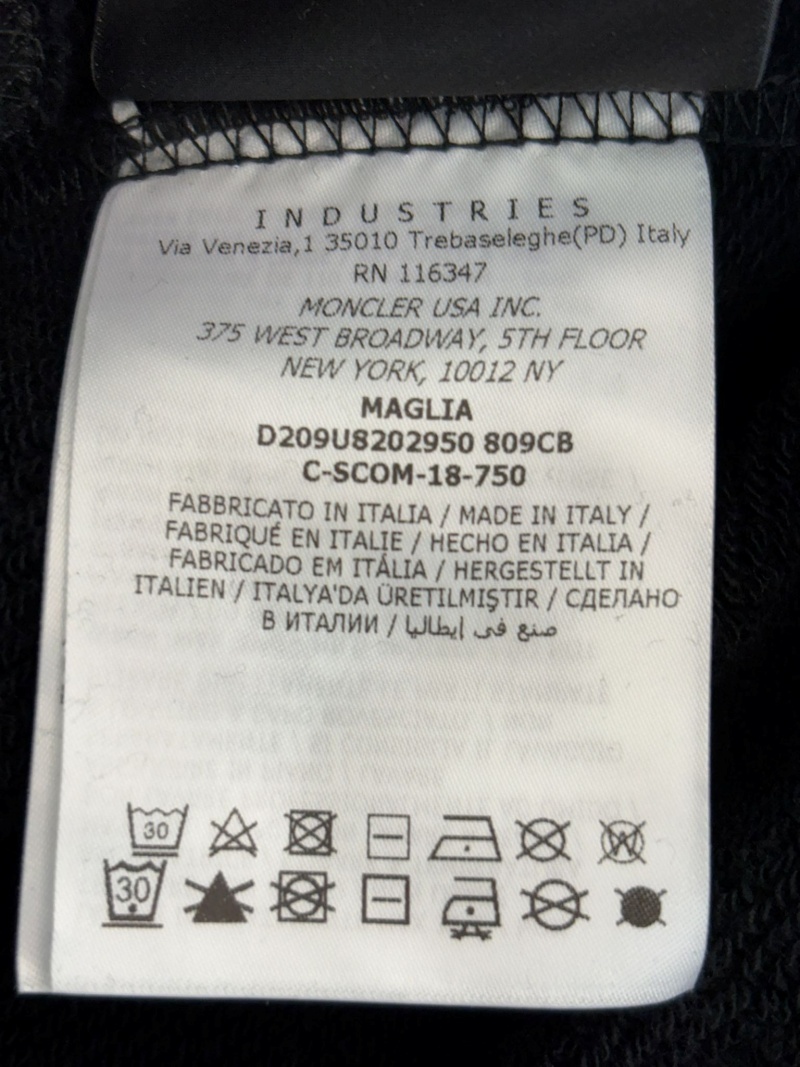 INDUSTRIES
Via Venezia,1 35010 Trebaseleghe(PD) Italy
RN 116347
MONCLER USA INC.
375 WEST BROADWAY, 5TH FLOOR
NEW YORK, 10012 NY
MAGLIA
D209U8202950 809CB
C-SCOM-18-750
FABBRICATO IN ITALIA / MADE IN ITALY /
FABRIQUÉ EN ITALIE / HECHO EN ITALIA /
FABRICADO EM ITÁLIA / HERGESTELLT IN
ITALIEN / ITALYA'DA ÜRETILMIŞTIR / СДЕЛАНО
В ИТАЛИИ / صنع في إيطاليا
30 W
30